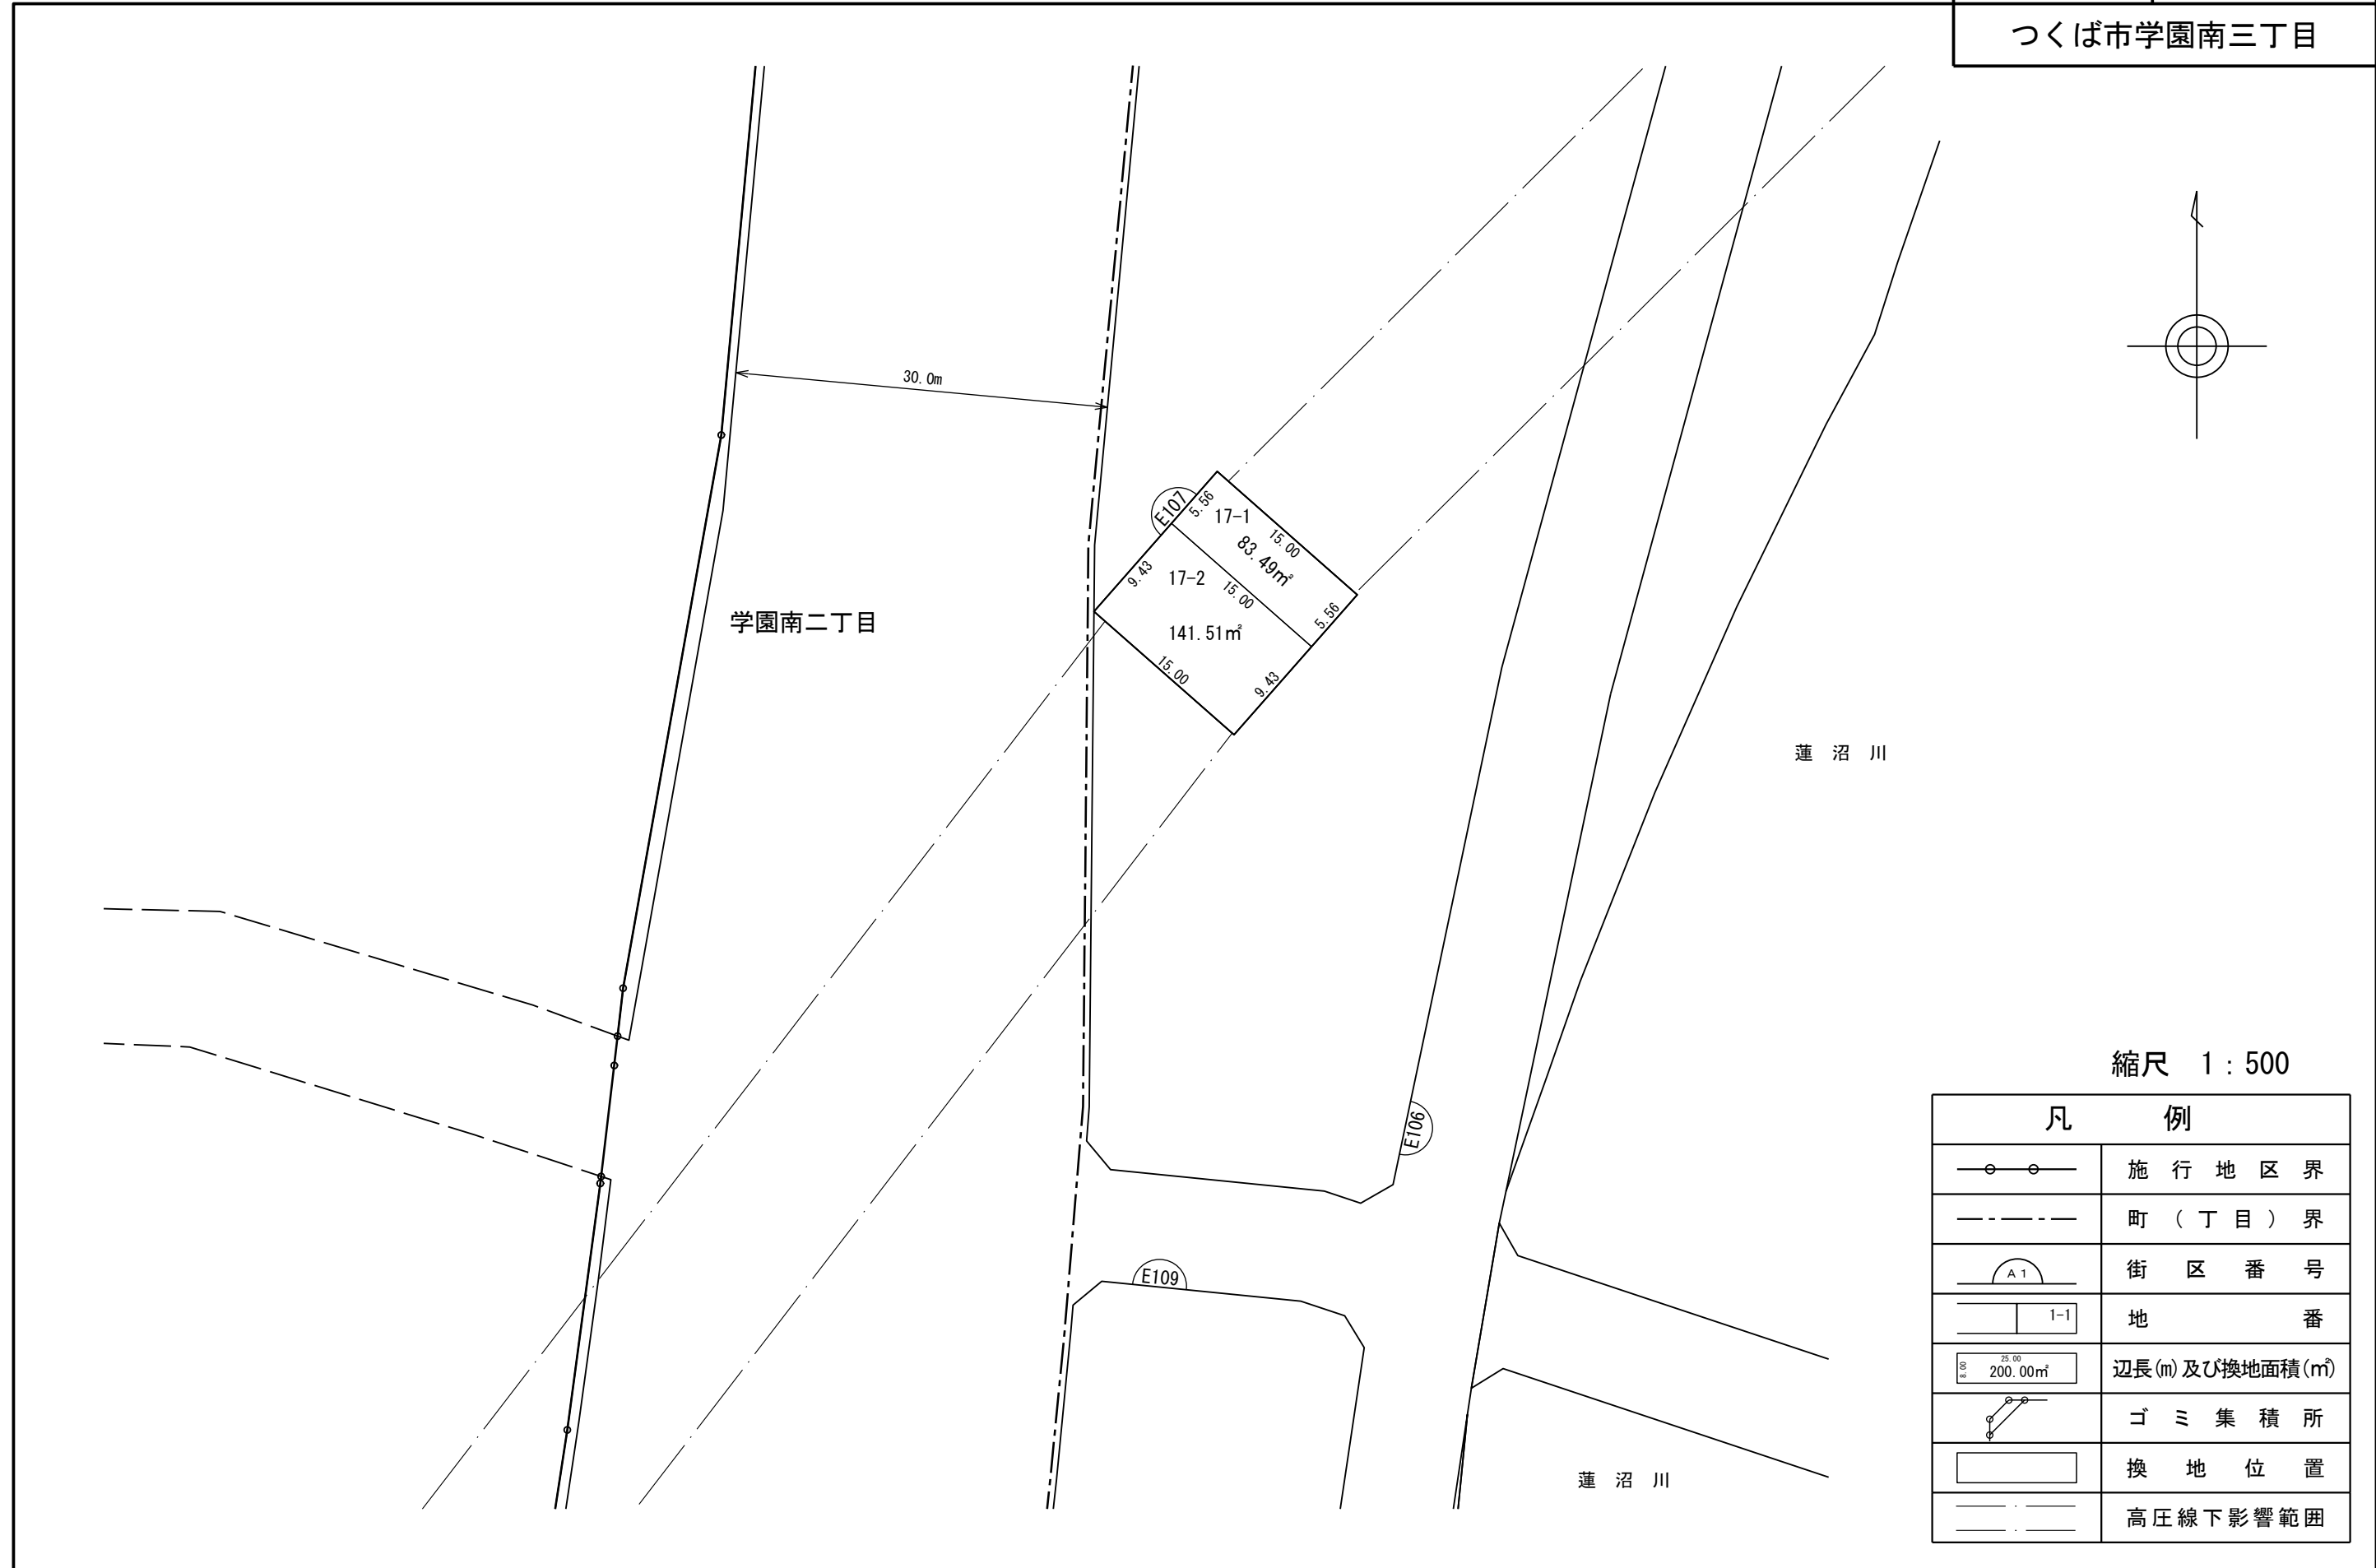 つくば市学園南三丁目
30.0m
E107
5.56
17-1
15.00
83.49㎡
9.43
17-2
15.00
5.56
学園南二丁目
141.51㎡
15.00
9.43
蓮沼川
縮尺 1:500
E106
E109
蓮沼川
凡例
施行地区界
町(丁目)界
A1
街区番号
1-1
地番
8.00
25.00
200.00㎡
辺長(m)及び換地面積(㎡)
ゴミ集積所
換地位置
高圧線下影響範囲